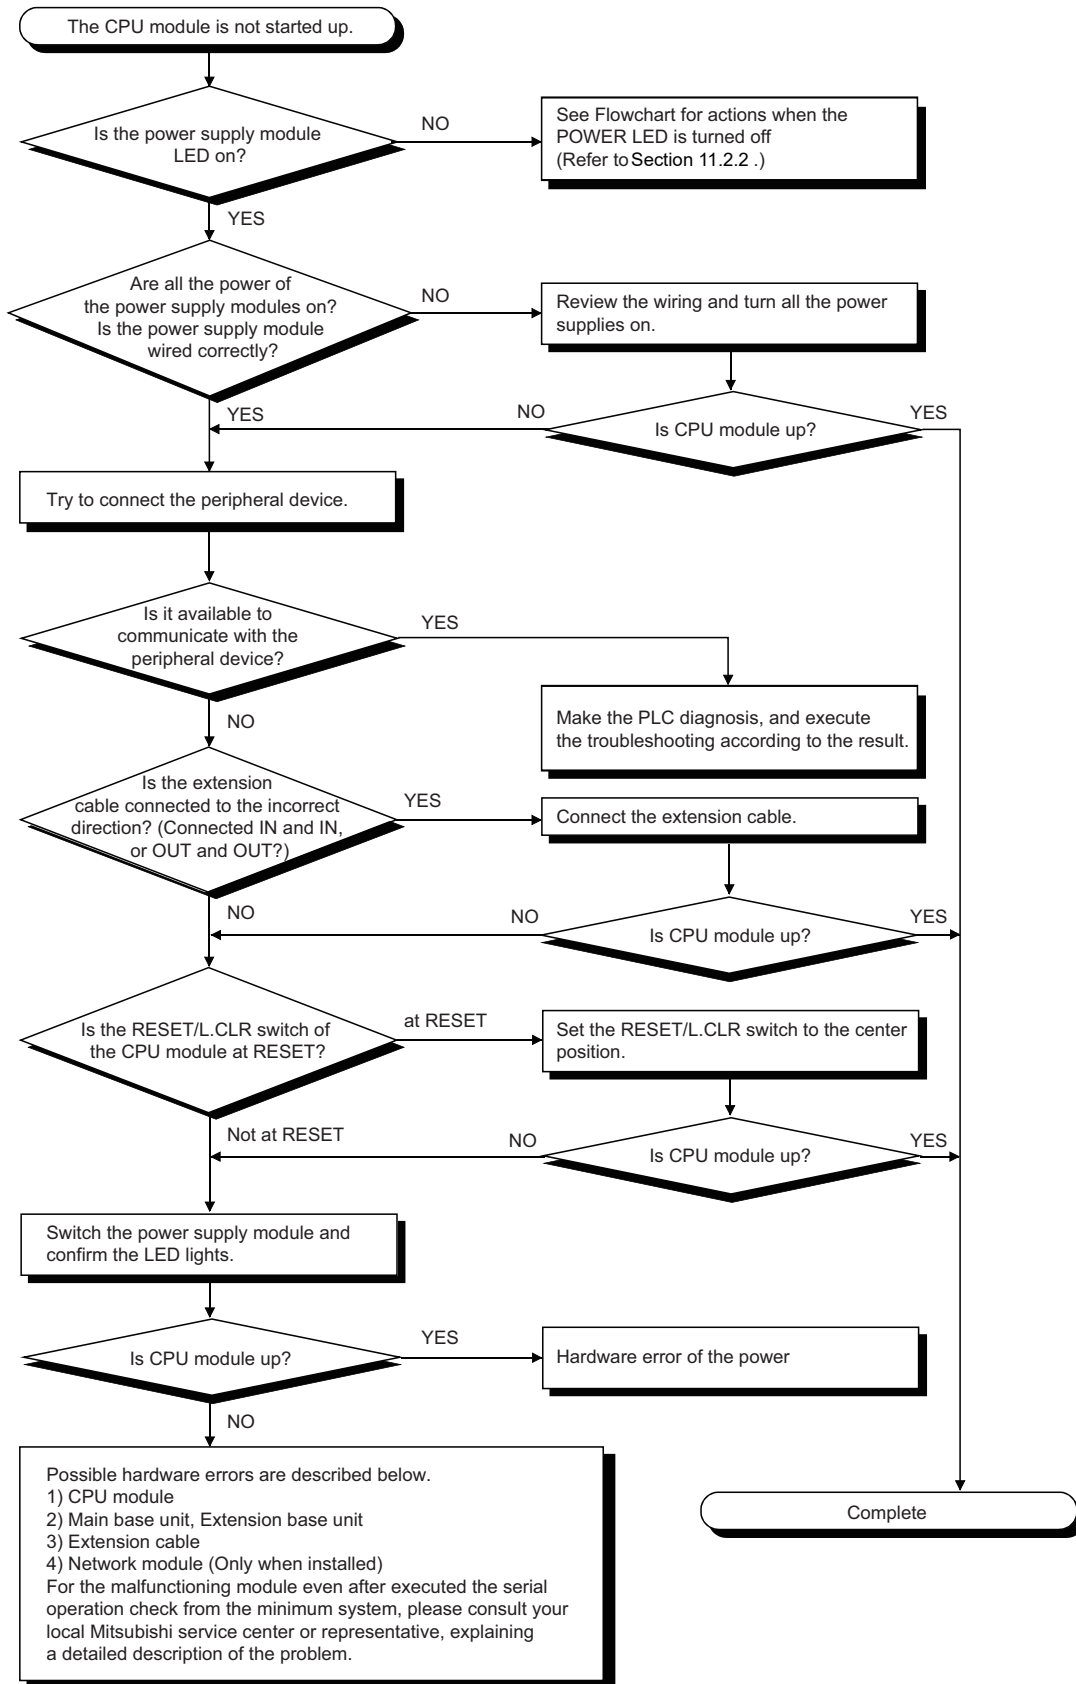 The CPU module is not started up.
Is the power supply module
LED on?
NO
See Flowchart for actions when the
POWER LED is turned off
(Refer to Section 11.2.2 .)
YES
Are all the power of
the power supply modules on?
Is the power supply module
wired correctly?
NO
Review the wiring and turn all the power
supplies on.
YES
NO
Is CPU module up?
YES
Try to connect the peripheral device.
Is it available to
communicate with the
peripheral device?
YES
Make the PLC diagnosis, and execute
the troubleshooting according to the result.
NO
Is the extension
cable connected to the incorrect
direction? (Connected IN and IN,
or OUT and OUT?)
YES
Connect the extension cable.
NO
NO
Is CPU module up?
YES
Is the RESET/L.CLR switch of
the CPU module at RESET?
at RESET
Set the RESET/L.CLR switch to the center
position.
Not at RESET
NO
Is CPU module up?
YES
Switch the power supply module and
confirm the LED lights.
Is CPU module up?
YES
Hardware error of the power
NO
Possible hardware errors are described below.
1) CPU module
2) Main base unit, Extension base unit
3) Extension cable
4) Network module (Only when installed)
For the malfunctioning module even after executed the serial
operation check from the minimum system, please consult your
local Mitsubishi service center or representative, explaining
a detailed description of the problem.
Complete